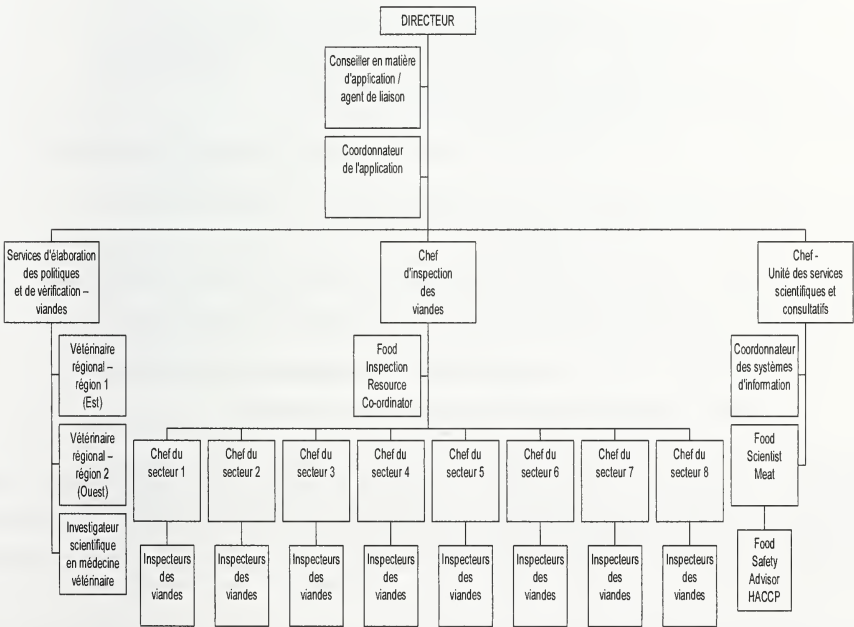 DIRECTEUR
Conseiller en matière
d'application /
agent de liaison
Coordonnateur
de l'application
Services d'élaboration
des politiques
et de vérification –
viandes
Chef
d'inspection
des
viandes
Chef -
Unité des services
scientifiques et
consultatifs
Vétérinaire
régional –
région 1
(Est)
Food
Inspection
Resource
Co-ordinator
Coordonnateur
des systèmes
d'information
Vétérinaire
régional –
région 2
(Ouest)
Chef du
secteur 1
Chef du
secteur 2
Chef du
secteur 3
Chef du
secteur 4
Chef du
secteur 5
Chef du
secteur 6
Chef du
secteur 7
Chef du
secteur 8
Food
Scientist
Meat
Investigateur
scientifique
en médecine
vétérinaire
Inspecteurs
des
viandes
Inspecteurs
des
viandes
Inspecteurs
des
viandes
Inspecteurs
des
viandes
Inspecteurs
des
viandes
Inspecteurs
des
viandes
Inspecteurs
des
viandes
Inspecteurs
des
viandes
Food
Safety
Advisor
HACCP